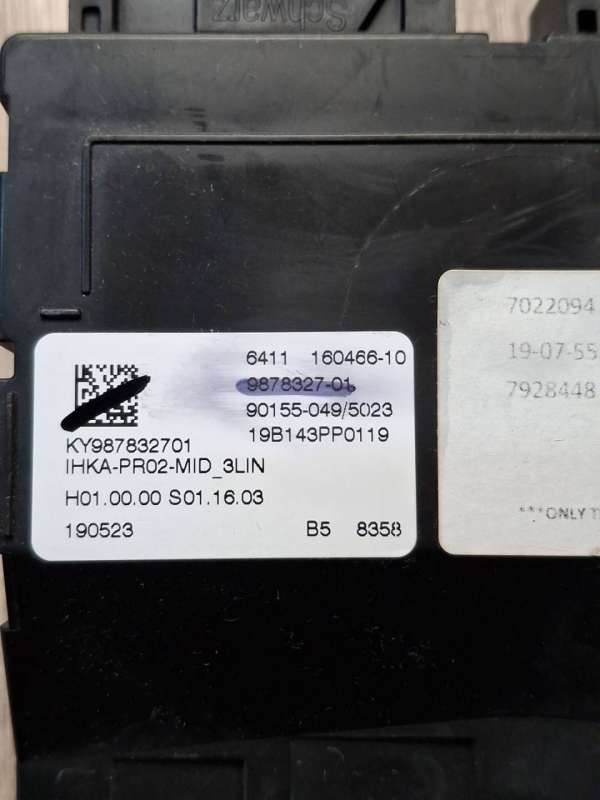 Schwarz
6411 160466-10
9878327-01
90155-049/5023
19B143PP0119
KY987832701
IHKA-PR02-MID_3LIN
H01.00.00 S01.16.03
190523 B5 8358
7022094
19-07-55
7928448
***ONLY